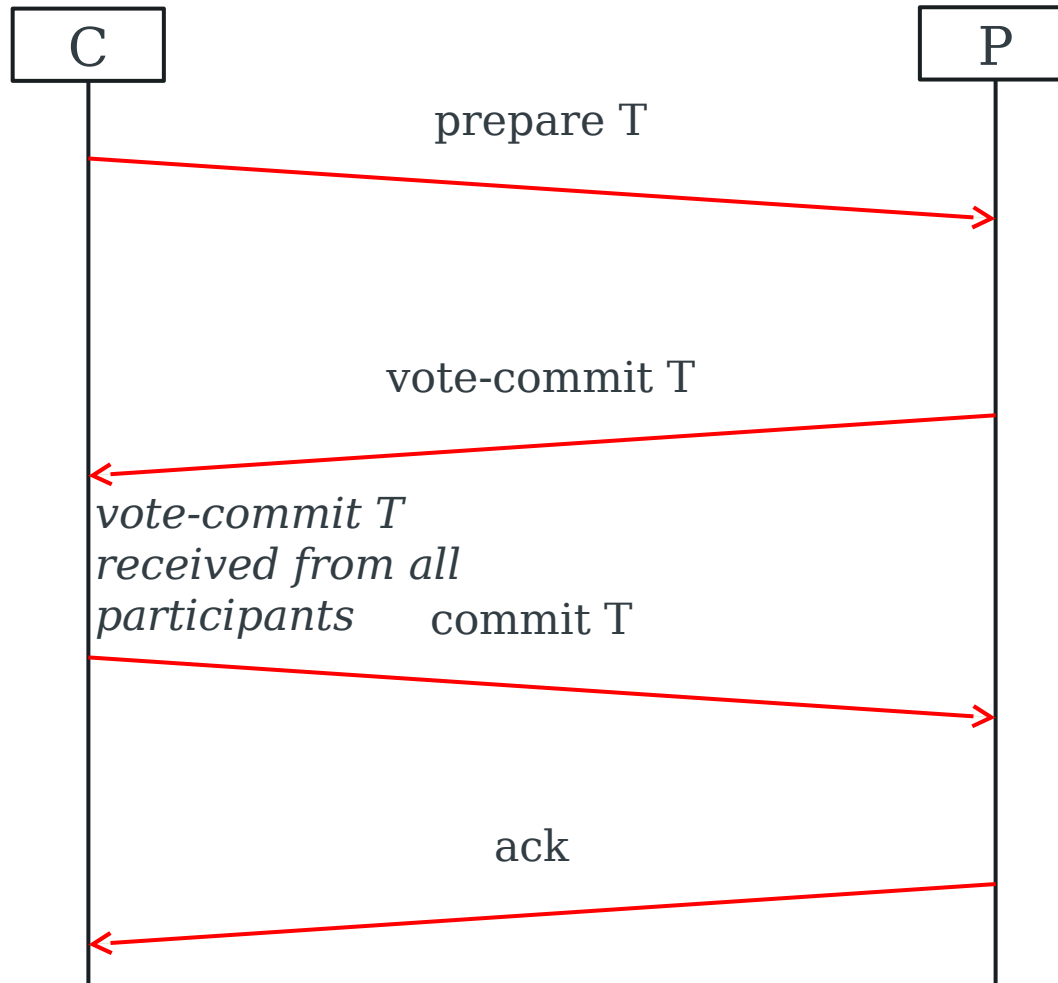 C
P
prepare T
vote-commit T
vote-commit T
received from all
participants
commit T
ack